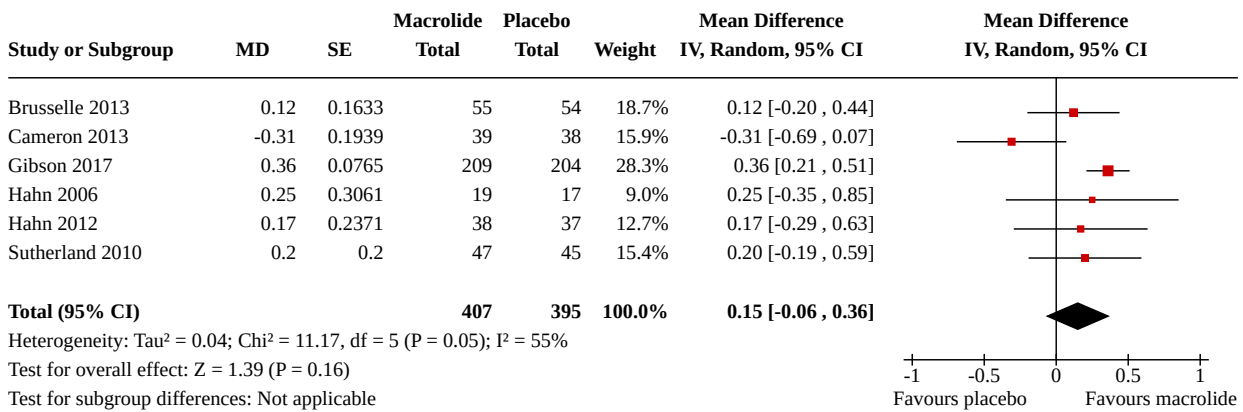 Macrolide Placebo Mean Difference Mean Difference
Study or Subgroup MD SE Total Total Weight IV, Random, 95% CI IV, Random, 95% CI
Brusselle 2013 0.12 0.1633 55 54 18.7% 0.12 [-0.20 , 0.44]
Cameron 2013 -0.31 0.1939 39 38 15.9% -0.31 [-0.69 , 0.07]
Gibson 2017 0.36 0.0765 209 204 28.3% 0.36 [0.21 , 0.51]
Hahn 2006 0.25 0.3061 19 17 9.0% 0.25 [-0.35 , 0.85]
Hahn 2012 0.17 0.2371 38 37 12.7% 0.17 [-0.29 , 0.63]
Sutherland 2010 0.2 0.2 47 45 15.4% 0.20 [-0.19 , 0.59]
Total (95% CI) 407 395 100.0% 0.15 [-0.06 , 0.36]
Heterogeneity: Tau² = 0.04; Chi² = 11.17, df = 5 (P = 0.05); I² = 55%
Test for overall effect: Z = 1.39 (P = 0.16)
-1 -0.5 0 0.5 1
Test for subgroup differences: Not applicable
Favours placebo Favours macrolide